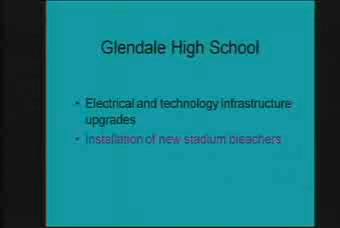 Glendale High School
• Electrical and technology infrastructure
upgrades
• Installation of new stadium bleachers